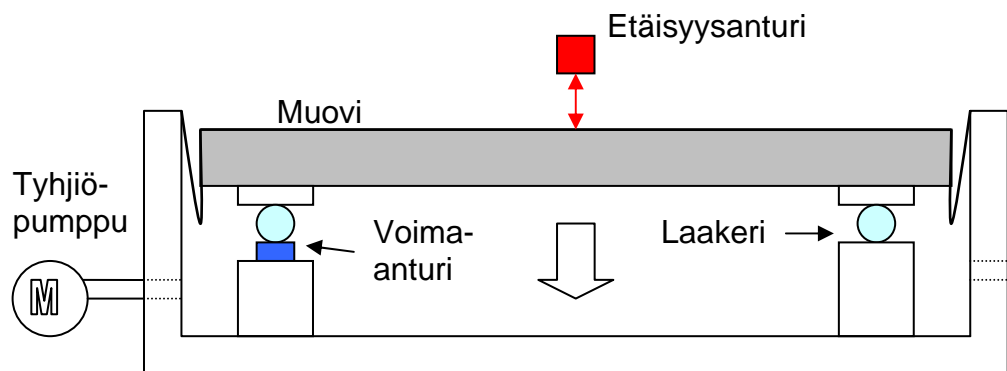 Etäisyysanturi
Muovi
Tyhjiö-
pumppu
Voima-
anturi
Laakeri
M